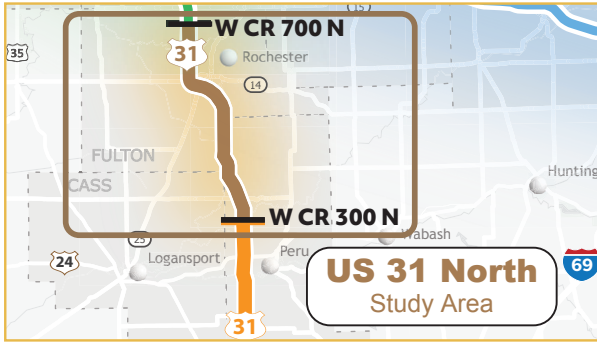 15
W CR 700 N
35
31
Rochester
14
FULTON
CASS
Hunting
W CR 300 N
25
Wabash
24
Logansport
Peru
US 31 North
Study Area
69
31